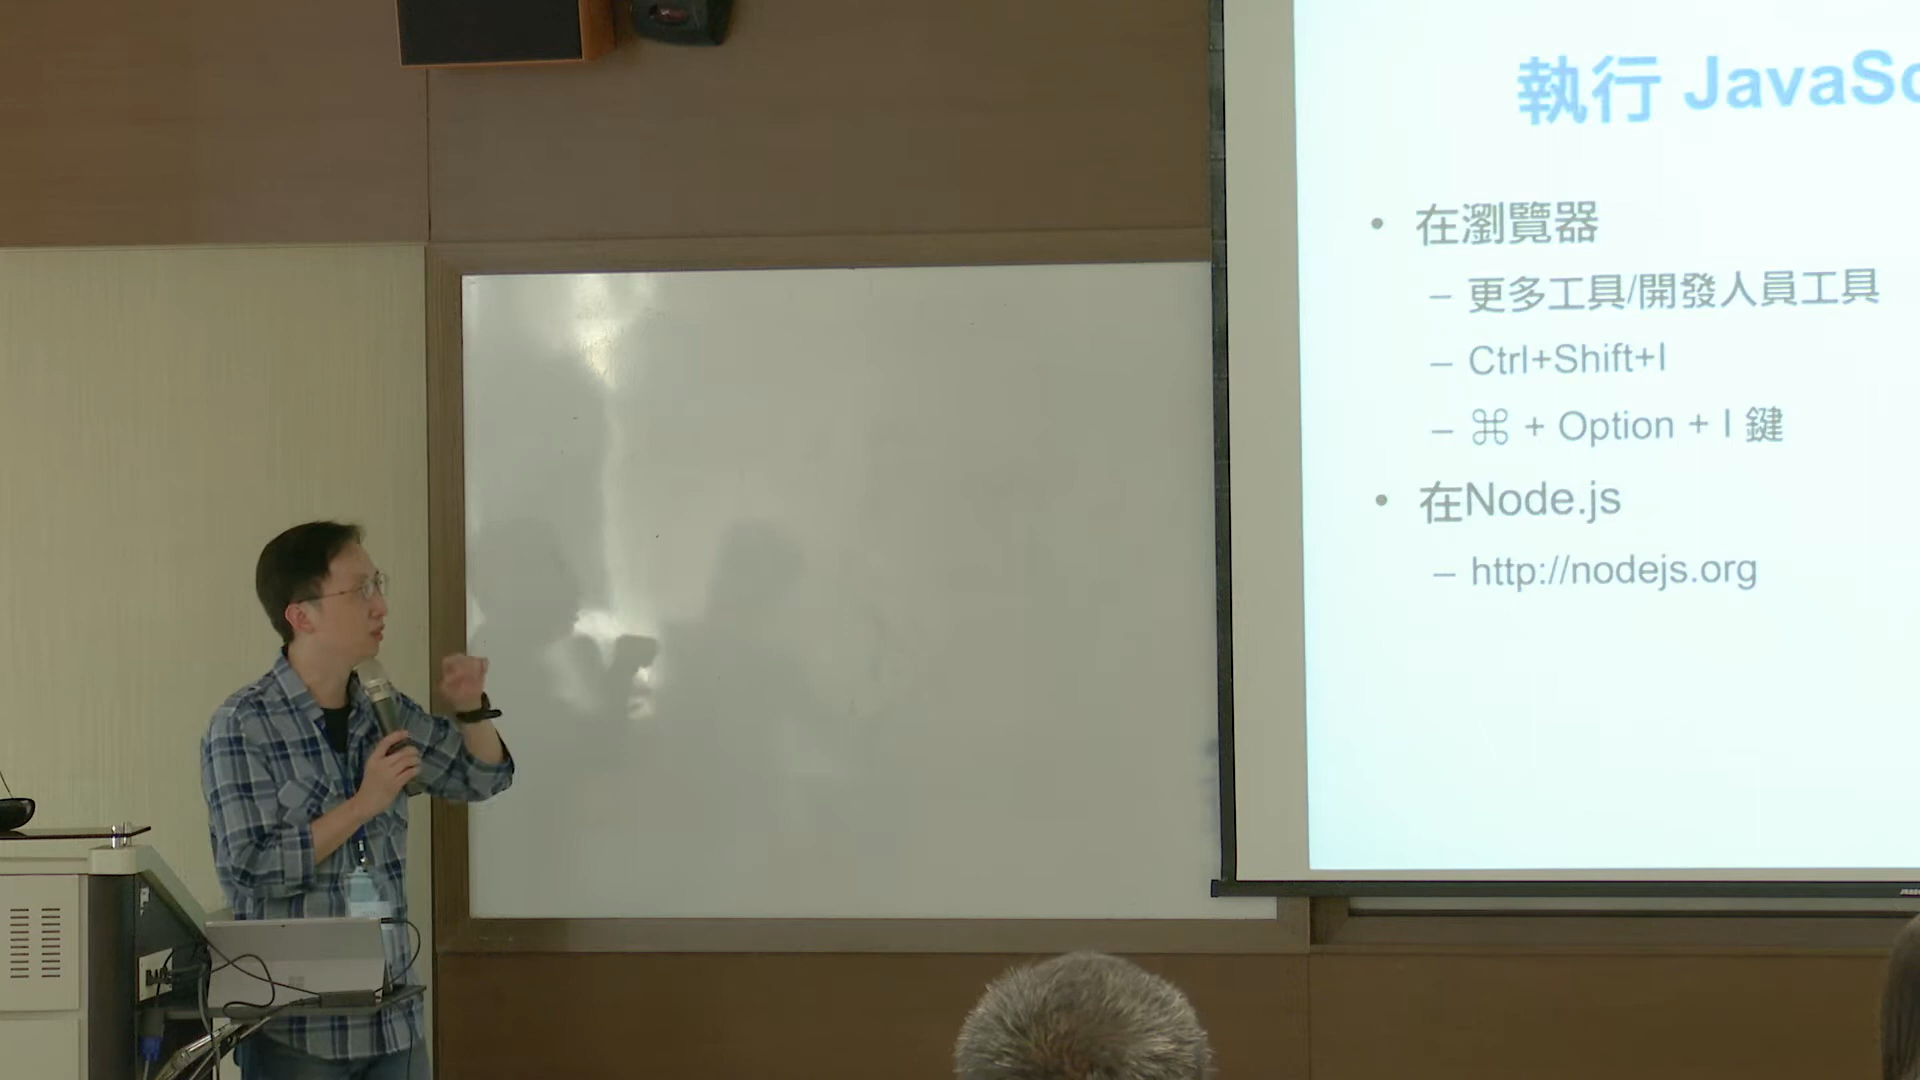 執行 JavaSc
• 在瀏覽器
– 更多工具/開發人員工具
– Ctrl+Shift+I
– ⌘ + Option + I 鍵
• 在Node.js
– http://nodejs.org